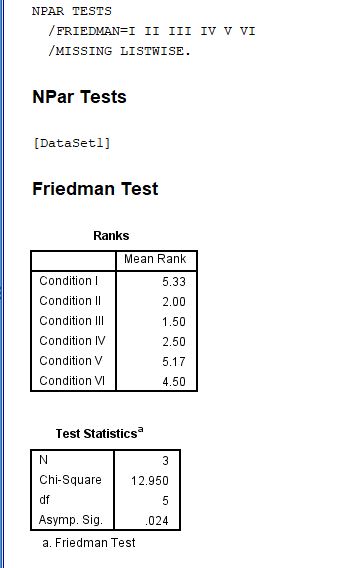 NPAR TESTS
/FRIEDMAN=I II III IV V VI
/MISSING LISTWISE.
NPar Tests
[DataSet1]
Friedman Test
Ranks
Mean Rank
Condition I 5.33
Condition II 2.00
Condition III 1.50
Condition IV 2.50
Condition V 5.17
Condition VI 4.50
Test Statisticsa
N 3
Chi-Square 12.950
df 5
Asymp. Sig. .024
a. Friedman Test